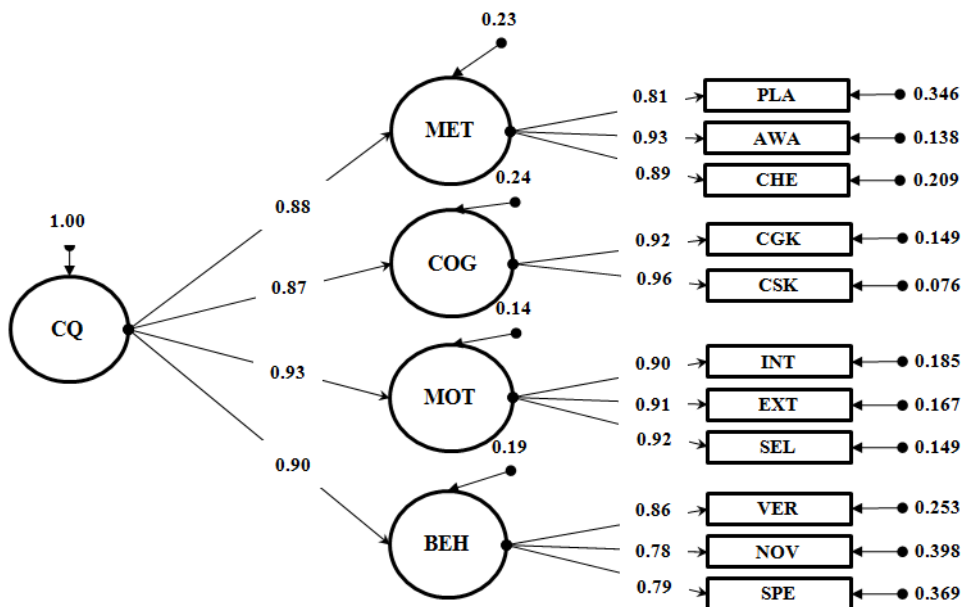 0.23
0.81 PLA 0.346
MET
0.93 AWA 0.138
0.89 CHE 0.209
0.24
0.88
1.00
0.92 CGK 0.149
COG
0.96 CSK 0.076
0.87
0.14
CQ
0.90 INT 0.185
0.93
MOT
0.91 EXT 0.167
0.92 SEL 0.149
0.19
0.90
0.86 VER 0.253
BEH
0.78 NOV 0.398
0.79 SPE 0.369